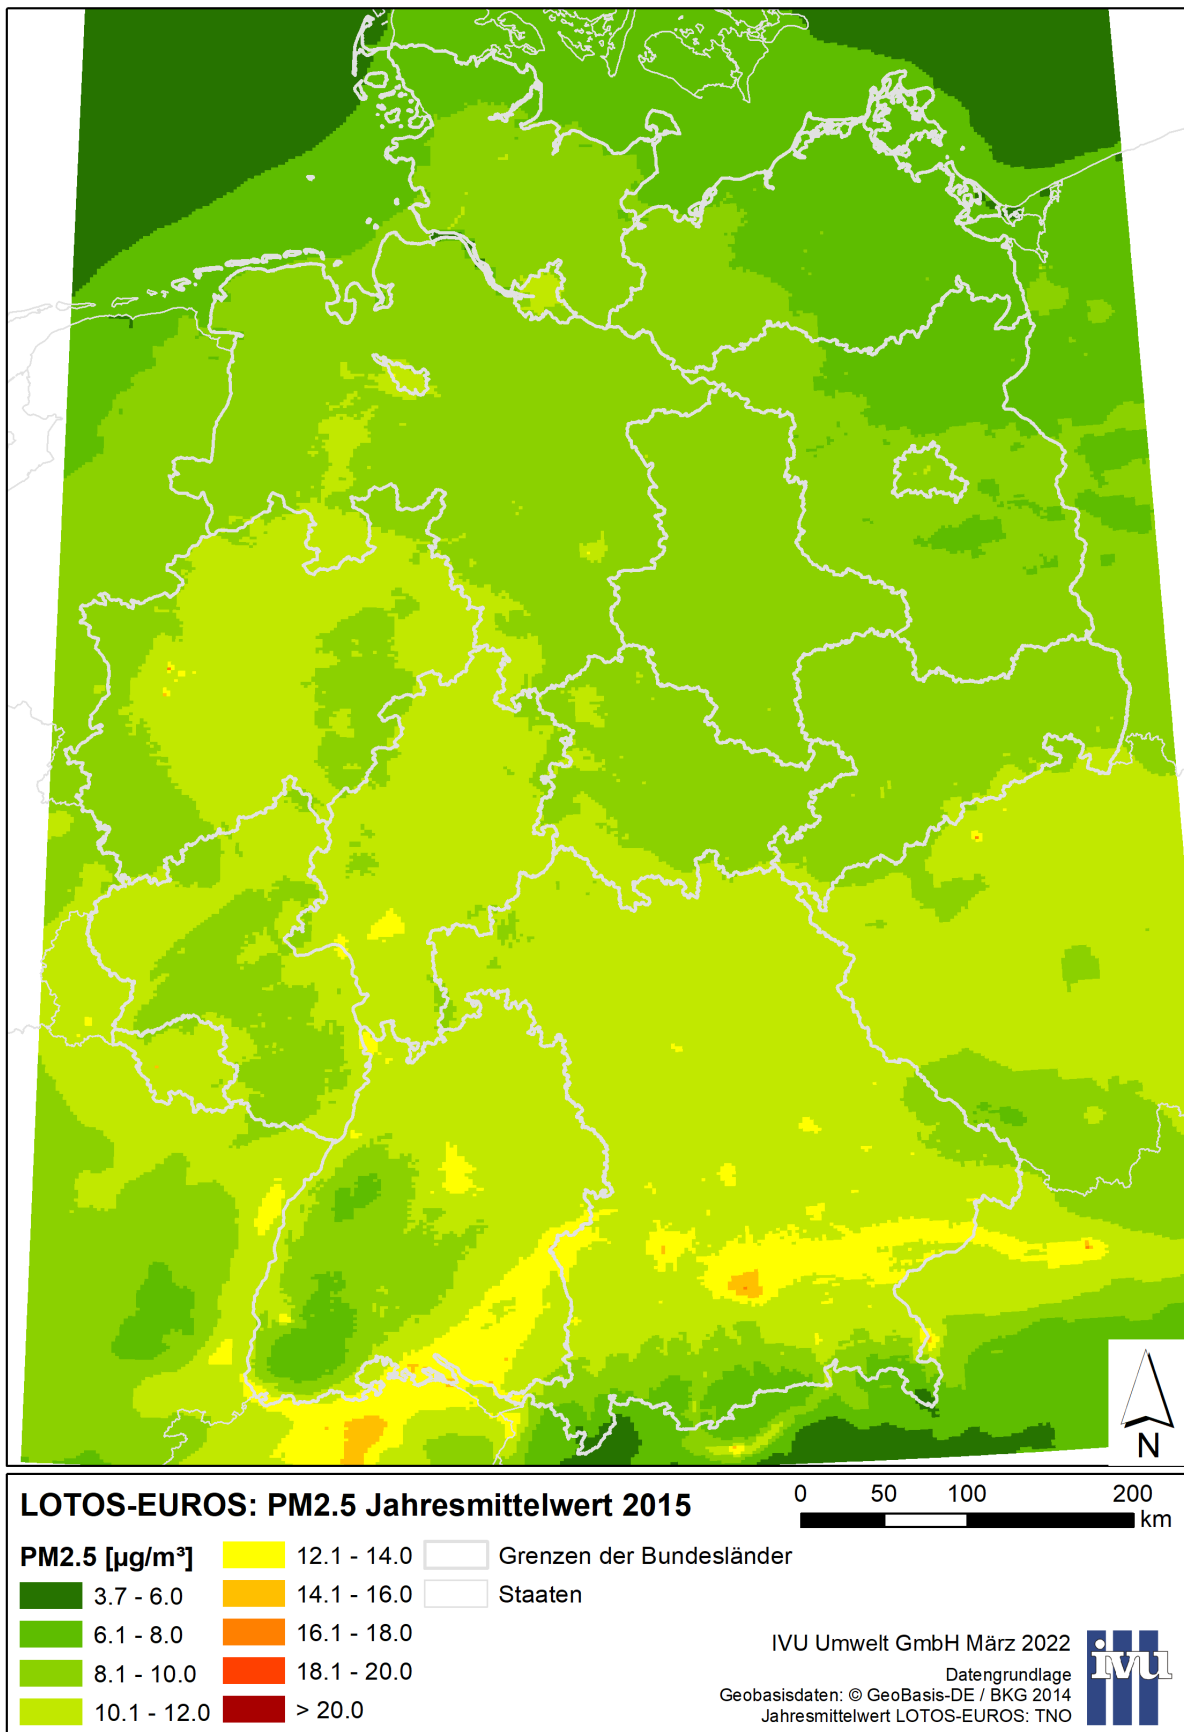 N
LOTOS-EUROS: PM2.5 Jahresmittelwert 2015
0 50 100 200
km
PM2.5 [µg/m³]
3.7 - 6.0
6.1 - 8.0
8.1 - 10.0
10.1 - 12.0
12.1 - 14.0
14.1 - 16.0
16.1 - 18.0
18.1 - 20.0
> 20.0
Grenzen der Bundesländer
Staaten
IVU Umwelt GmbH März 2022
Datengrundlage
Geobasisdaten: © GeoBasis-DE / BKG 2014
Jahresmittelwert LOTOS-EUROS: TNO
ivu